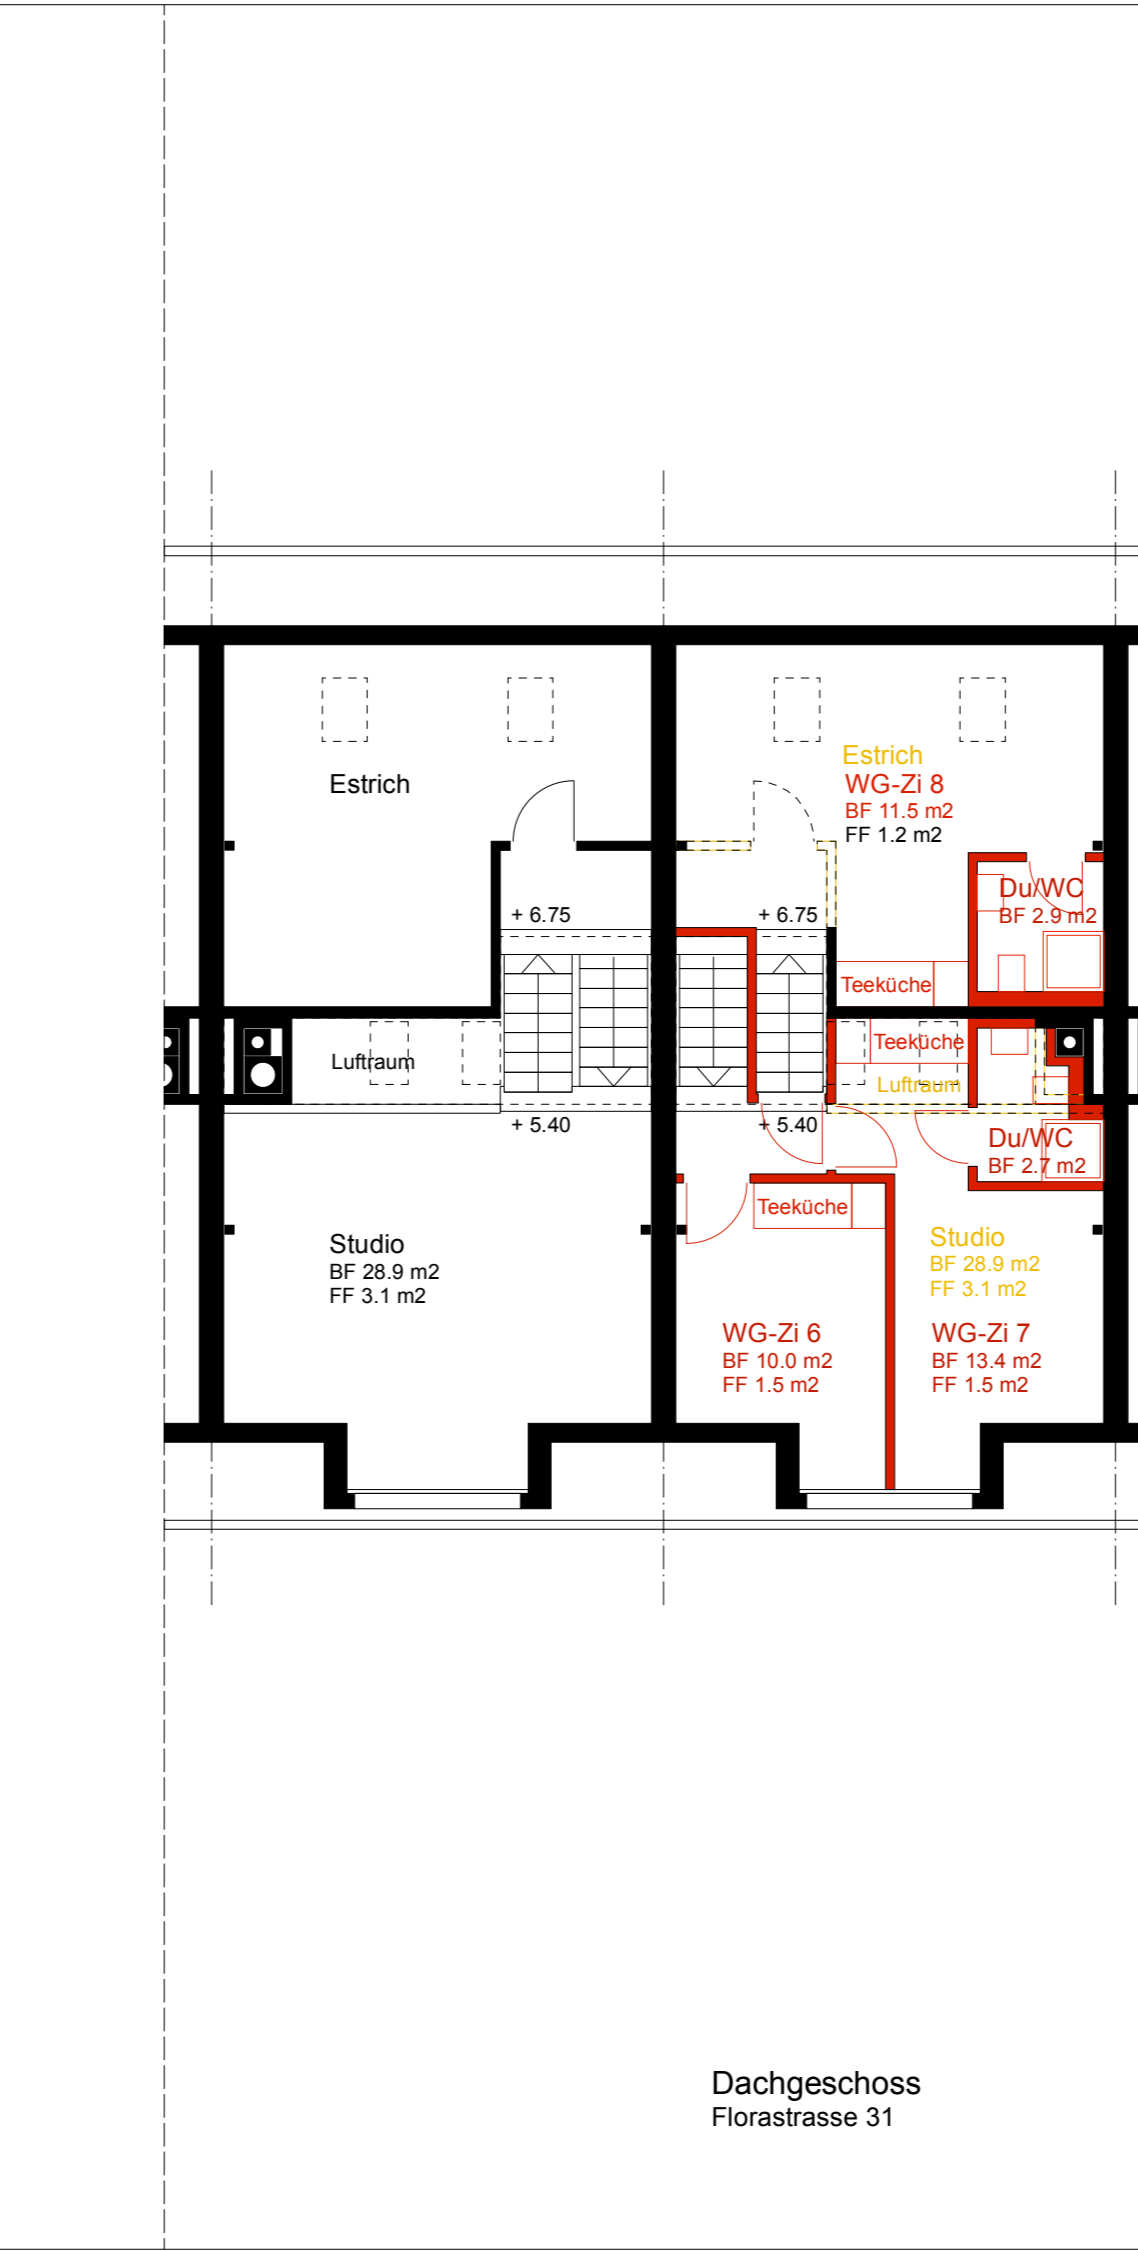 Estrich
Estrich
WG-Zi 8
BF 11.5 m2
FF 1.2 m2
Du/WC
BF 2.9 m2
+ 6.75
+ 6.75
Teeküche
Luftraum
Teeküche
Luftraum
+ 5.40
+ 5.40
Du/WC
BF 2.7 m2
Teeküche
Studio
BF 28.9 m2
FF 3.1 m2
Studio
BF 28.9 m2
FF 3.1 m2
WG-Zi 6
BF 10.0 m2
FF 1.5 m2
WG-Zi 7
BF 13.4 m2
FF 1.5 m2
Dachgeschoss
Florastrasse 31